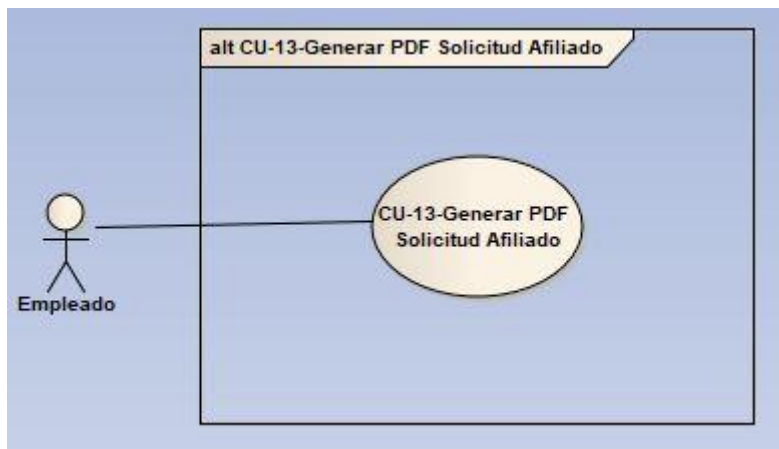 alt CU-13-Generar PDF Solicitud Afiliado
CU-13-Generar PDF
Solicitud Afiliado
Empleado